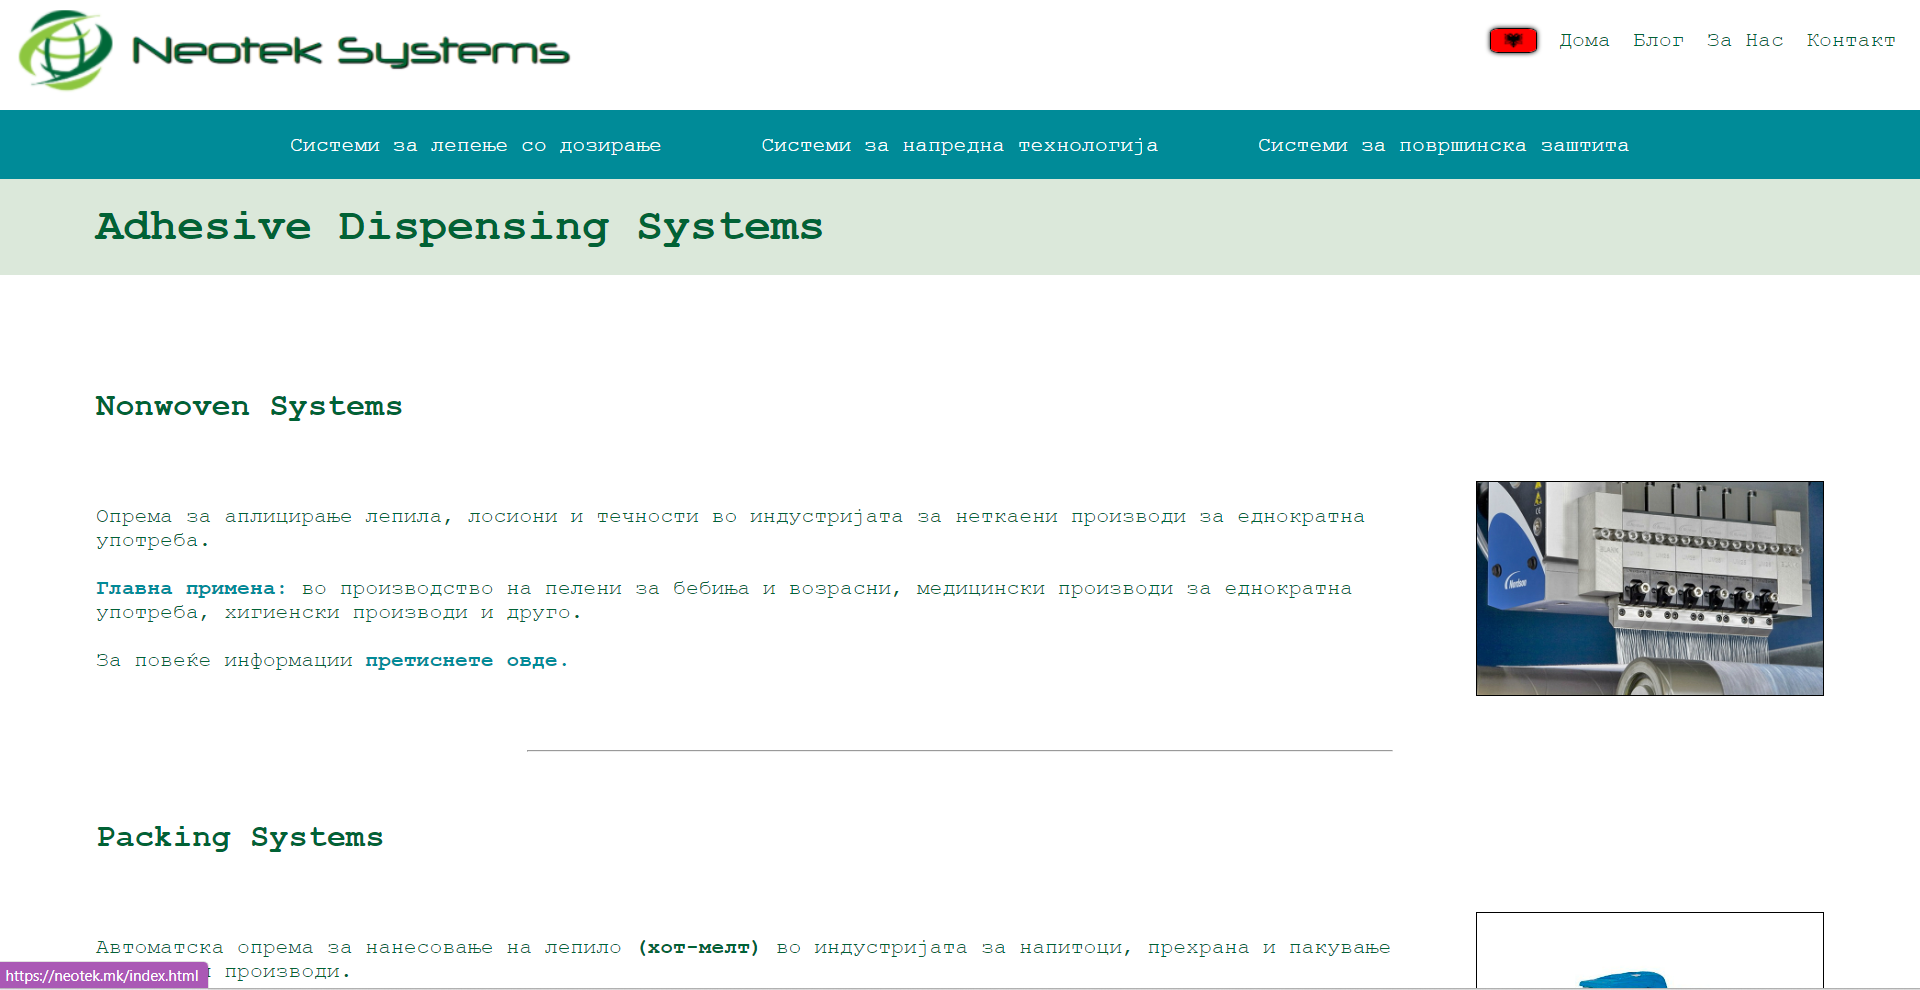 Neotek Systems
Дома Блог За Нас Контакт
Системи за лепење со дозирање Системи за напредна технологија Системи за површинска заштита
Adhesive Dispensing Systems
Nonwoven Systems
Опрема за аплицирање лепила, лосиони и течности во индустријата за неткаени производи за еднократна
употреба.
Главна примена: во производство на пелени за бебиња и возрасни, медицински производи за еднократна
употреба, хигиенски производи и друго.
За повеќе информации претиснете овде.
Nordson
Packing Systems
Автоматска опрема за нанесовање на лепило (хот-мелт) во индустријата за напитоци, прехрана и пакување
производи.
https://neotek.mk/index.html